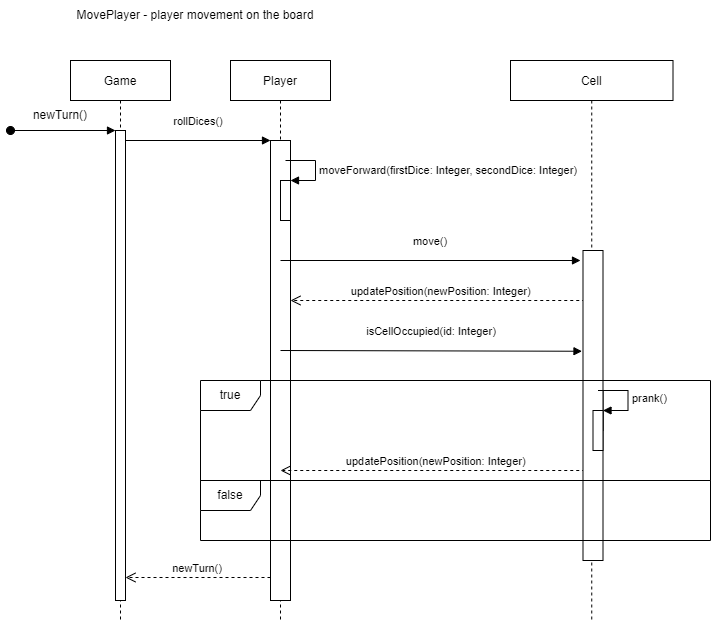 MovePlayer - player movement on the board
Game
Player
Cell
newTurn()
rollDices()
moveForward(firstDice: Integer, secondDice: Integer)
move()
updatePosition(newPosition: Integer)
isCellOccupied(id: Integer)
true
prank()
updatePosition(newPosition: Integer)
false
newTurn()